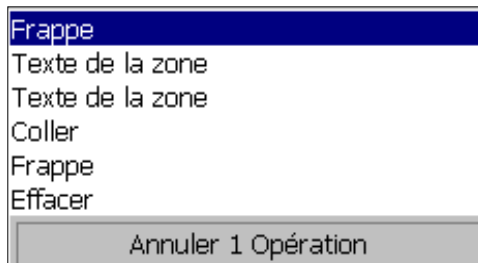 Frappe
Texte de la zone
Texte de la zone
Coller
Frappe
Effacer
Annuler 1 Opération